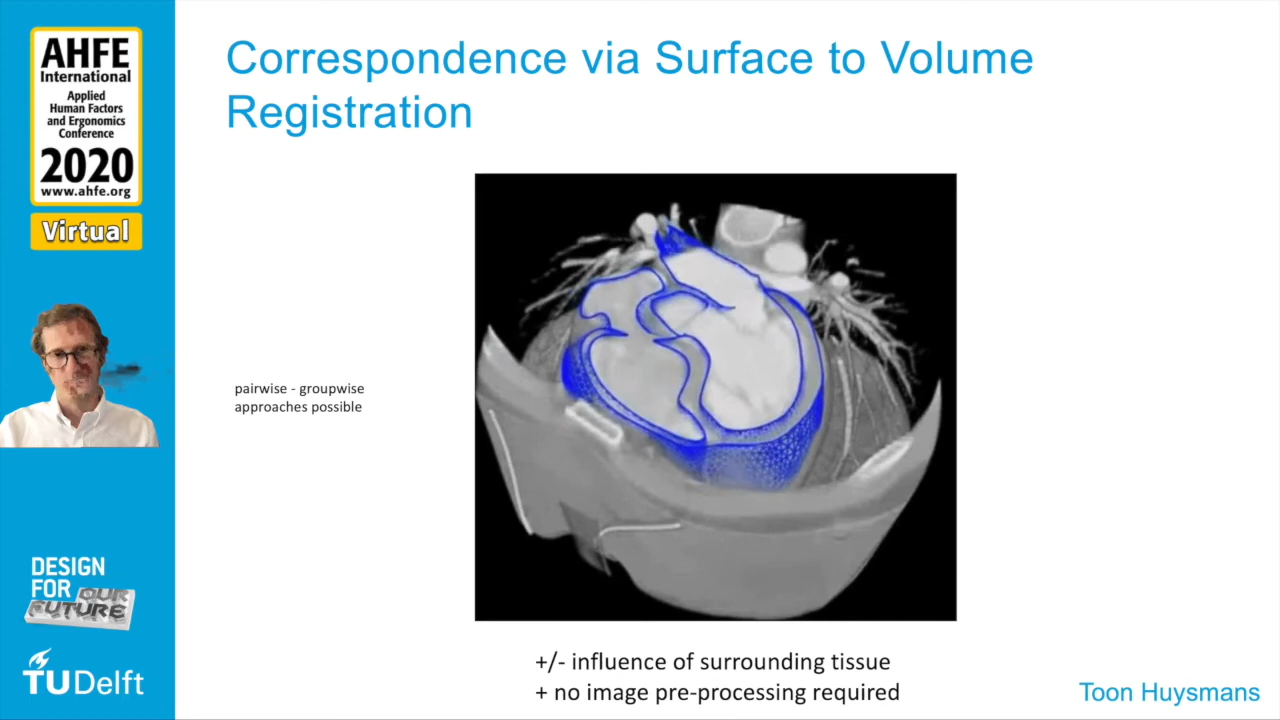 AHFE
International
Applied
Human Factors
and Ergonomics
Conference
2020
www.ahfe.org
Virtual
DESIGN
FOR OUR
FUTURE
TUDelft
Correspondence via Surface to Volume
Registration
pairwise - groupwise
approaches possible
+/- influence of surrounding tissue
+ no image pre-processing required
Toon Huysmans